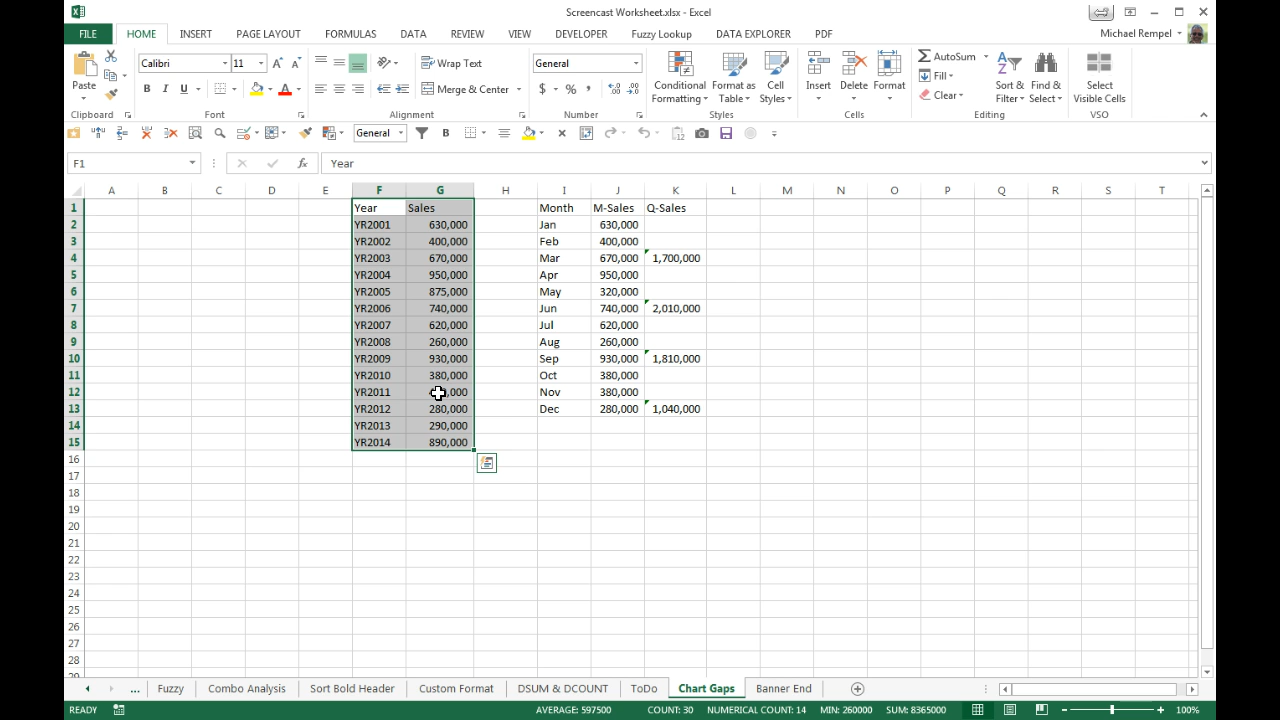 Screencast Worksheet.xlsx - Excel
FILE HOME INSERT PAGE LAYOUT FORMULAS DATA REVIEW VIEW DEVELOPER Fuzzy Lookup DATA EXPLORER PDF Michael Rempel
Paste
Clipboard
Calibri 11
B I U
Font
Wrap Text
Merge & Center
Alignment
General
$ % ,
Number
Conditional Formatting
Format as Table
Cell Styles
Styles
Insert Delete Format
Cells
AutoSum
Fill
Clear
Sort & Filter
Find & Select
Editing
Select Visible Cells
VSO
General B
F1 fx Year
A B C D E F G H I J K L M N O P Q R S T
1 Year Sales Month M-Sales Q-Sales
2 YR2001 630,000 Jan 630,000
3 YR2002 400,000 Feb 400,000
4 YR2003 670,000 Mar 670,000 1,700,000
5 YR2004 950,000 Apr 950,000
6 YR2005 875,000 May 320,000
7 YR2006 740,000 Jun 740,000 2,010,000
8 YR2007 620,000 Jul 620,000
9 YR2008 260,000 Aug 260,000
10 YR2009 930,000 Sep 930,000 1,810,000
11 YR2010 380,000 Oct 380,000
12 YR2011 ,000 Nov 380,000
13 YR2012 280,000 Dec 280,000 1,040,000
14 YR2013 290,000
15 YR2014 890,000
16
17
18
19
20
21
22
23
24
25
26
27
28
... Fuzzy Combo Analysis Sort Bold Header Custom Format DSUM & DCOUNT ToDo Chart Gaps Banner End
READY AVERAGE: 597500 COUNT: 30 NUMERICAL COUNT: 14 MIN: 260000 SUM: 8365000 100%